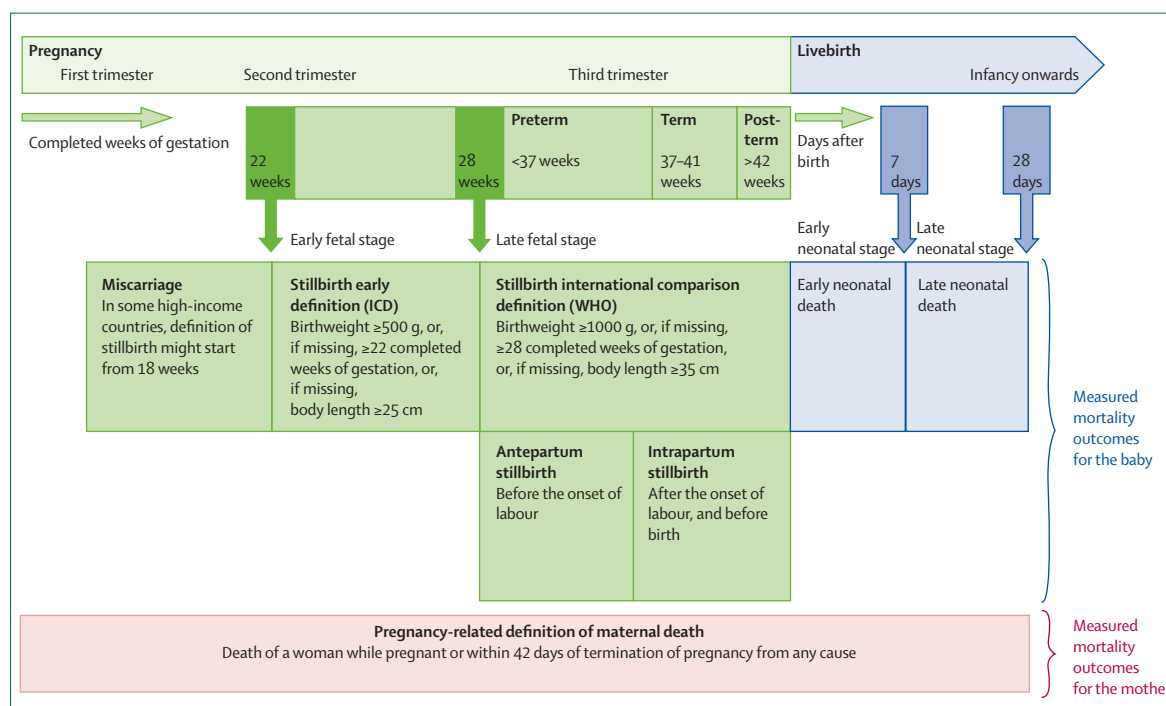 Pregnancy
First trimester
Second trimester
Third trimester
Livebirth
Infancy onwards
Completed weeks of gestation
22
weeks
28
weeks
Preterm
<37 weeks
Term
37–41
weeks
Post-
term
>42
weeks
Days after
birth
7
days
28
days
Early fetal stage
Late fetal stage
Early
neonatal stage
Late
neonatal stage
Miscarriage
In some high-income
countries, definition of
stillbirth might start
from 18 weeks
Stillbirth early
definition (ICD)
Birthweight ≥500 g, or,
if missing, ≥22 completed
weeks of gestation, or,
if missing,
body length ≥25 cm
Stillbirth international comparison
definition (WHO)
Birthweight ≥1000 g, or, if missing,
≥28 completed weeks of gestation,
or, if missing, body length ≥35 cm
Early neonatal
death
Late neonatal
death
Antepartum
stillbirth
Before the onset of
labour
Intrapartum
stillbirth
After the onset of
labour, and before
birth
Measured
mortality
outcomes
for the baby
Pregnancy-related definition of maternal death
Death of a woman while pregnant or within 42 days of termination of pregnancy from any cause
Measured
mortality
outcomes
for the mothe